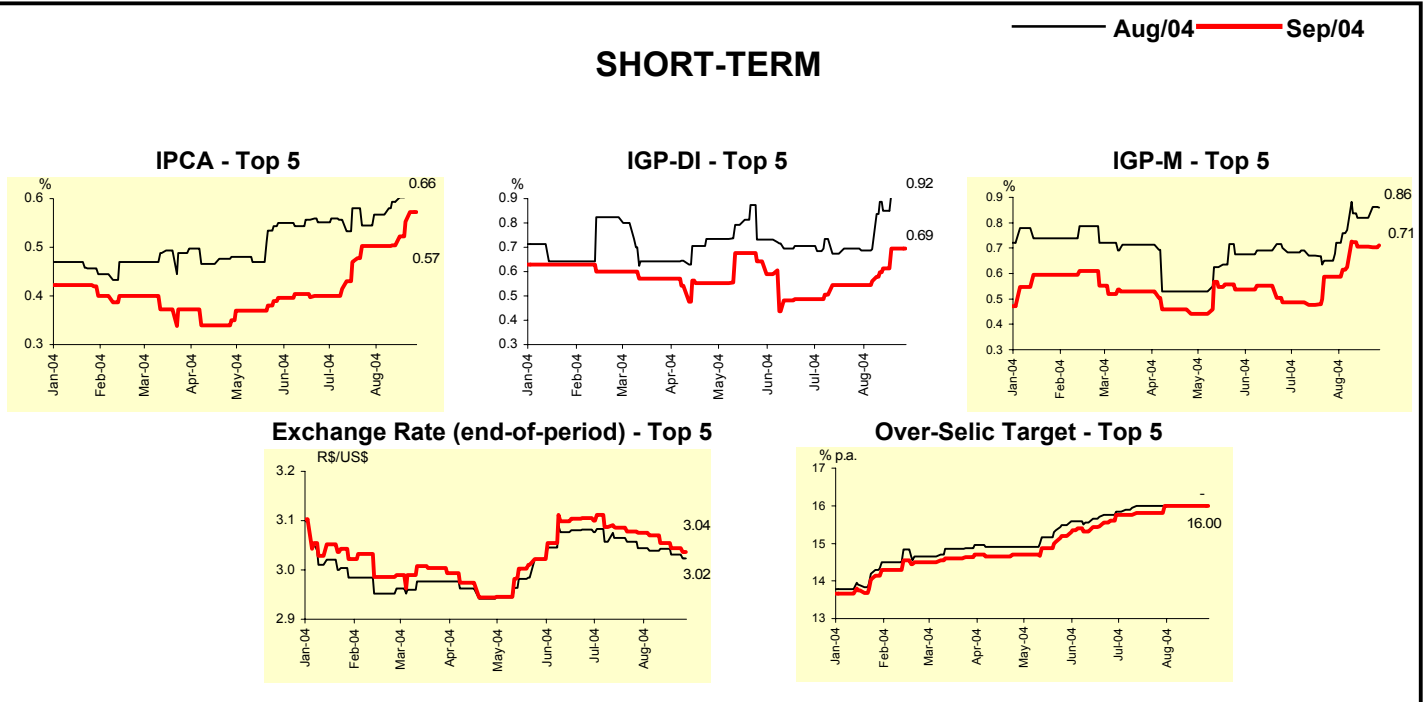 Aug/04 Sep/04
SHORT-TERM
IPCA - Top 5
%
0.6
0.5
0.4
0.3
0.66
0.57
Jan-04 Feb-04 Mar-04 Apr-04 May-04 Jun-04 Jul-04 Aug-04
IGP-DI - Top 5
%
0.9
0.8
0.7
0.6
0.5
0.4
0.3
0.92
0.69
Jan-04 Feb-04 Mar-04 Apr-04 May-04 Jun-04 Jul-04 Aug-04
IGP-M - Top 5
%
0.9
0.8
0.7
0.6
0.5
0.4
0.3
0.86
0.71
Jan-04 Feb-04 Mar-04 Apr-04 May-04 Jun-04 Jul-04 Aug-04
Exchange Rate (end-of-period) - Top 5
R$/US$
3.2
3.1
3.0
2.9
3.04
3.02
Jan-04 Feb-04 Mar-04 Apr-04 May-04 Jun-04 Jul-04 Aug-04
Over-Selic Target - Top 5
% p.a.
17
16
15
14
13
-
16.00
Jan-04 Feb-04 Mar-04 Apr-04 May-04 Jun-04 Jul-04 Aug-04